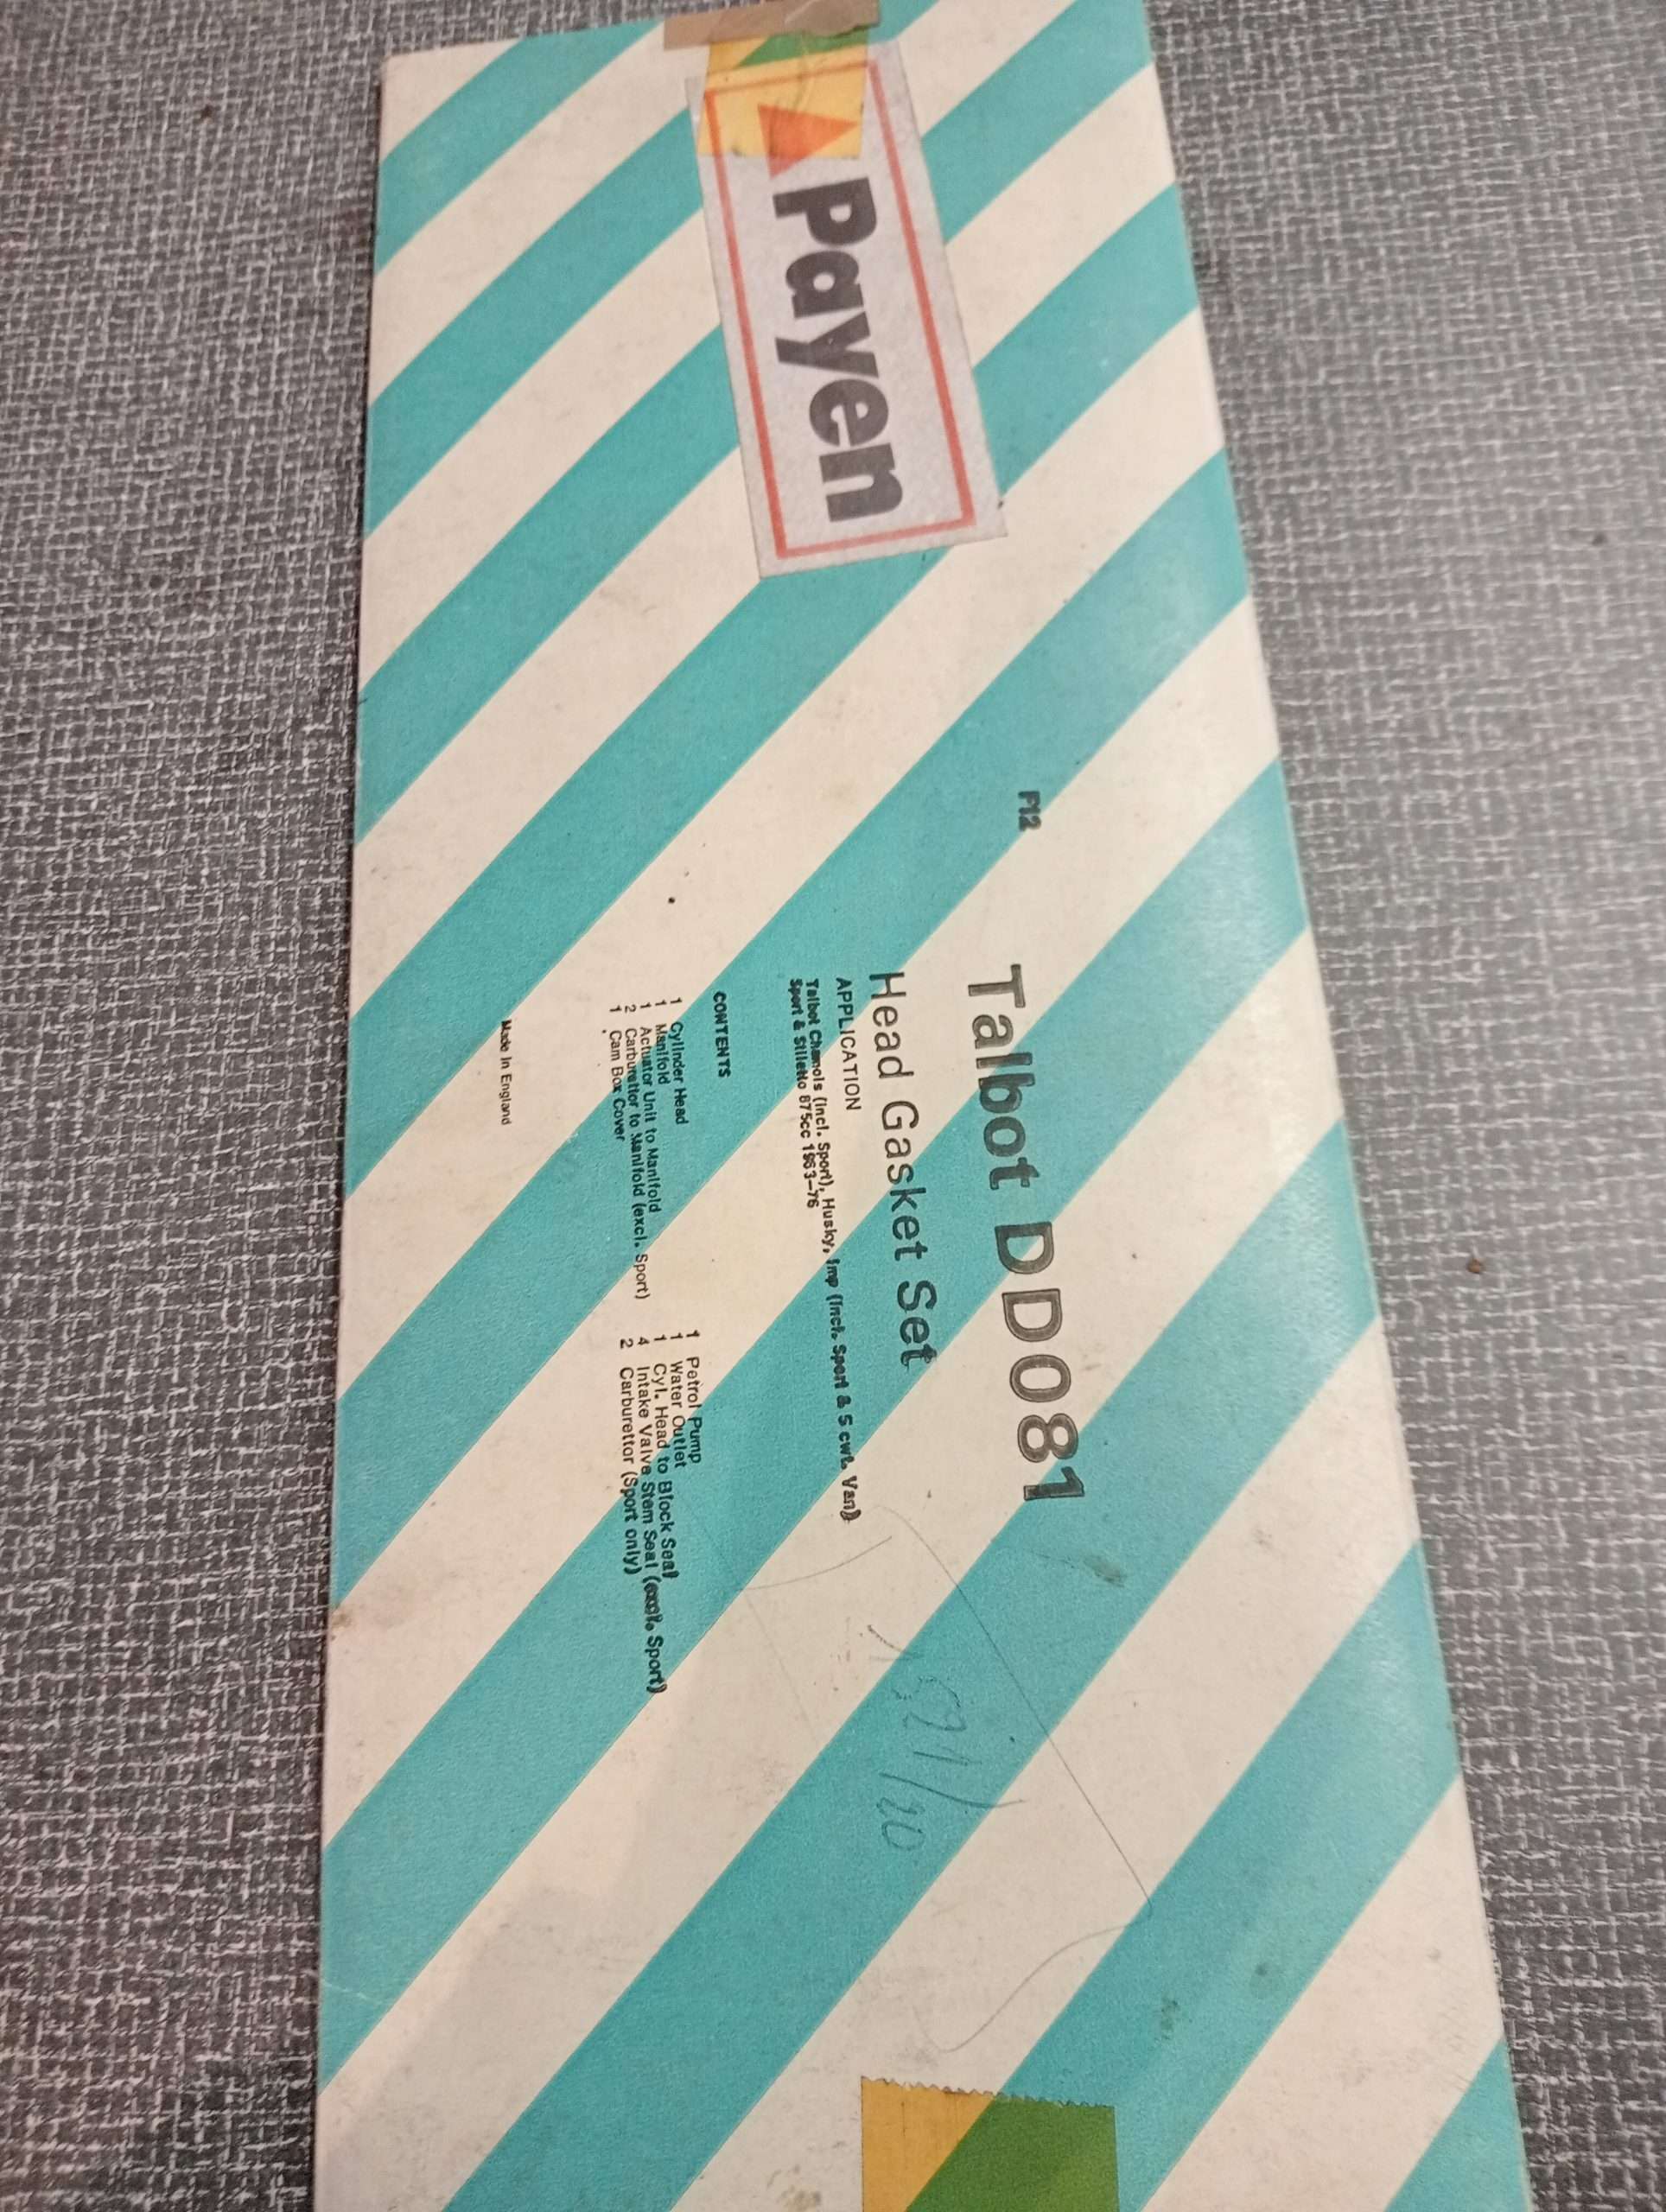 Payen
P12
Talbot DD081
Head Gasket Set
APPLICATION
Talbot Chamois (incl. Sport), Husky, Imp (Incl. Sport & 5 cwt. Van)
Sport & Stiletto 875cc 1963-76
CONTENTS
1 Cylinder Head
1 Manifold
1 Actuator Unit to Manifold
2 Carburettor to Manifold (excl. Sport)
1 Cam Box Cover
1 Petrol Pump
1 Water Outlet
1 Cyl. Head to Block Seal
4 Intake Valve Stem Seal (excl. Sport)
2 Carburettor (Sport only)
Made In England